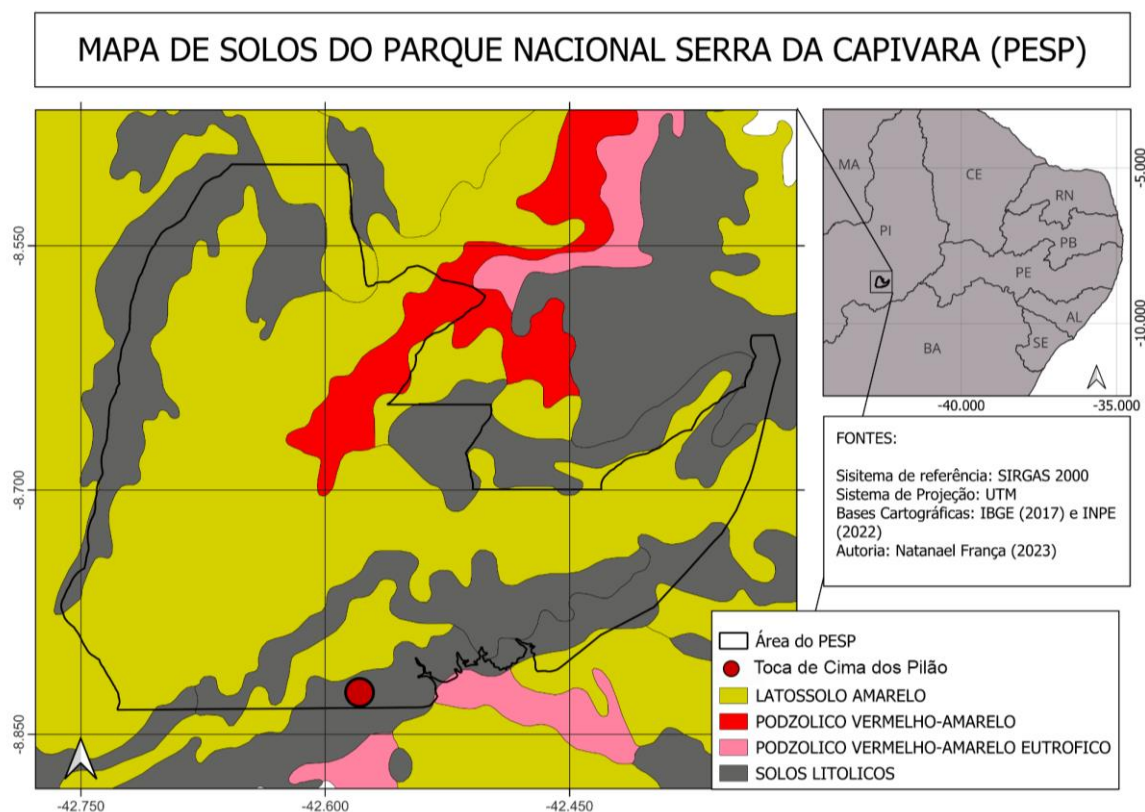 MAPA DE SOLOS DO PARQUE NACIONAL SERRA DA CAPIVARA (PESP)
-8.550
-8.700
-8.850
-42.750
-42.600
-42.450
MA
CE
RN
PI
PB
PE
AL
SE
BA
-5.000
-10.000
-40.000
-35.000
FONTES:
Sisitema de referência: SIRGAS 2000
Sistema de Projeção: UTM
Bases Cartográficas: IBGE (2017) e INPE
(2022)
Autoria: Natanael França (2023)
Área do PESP
Toca de Cima dos Pilão
LATOSSOLO AMARELO
PODZOLICO VERMELHO-AMARELO
PODZOLICO VERMELHO-AMARELO EUTROFICO
SOLOS LITOLICOS